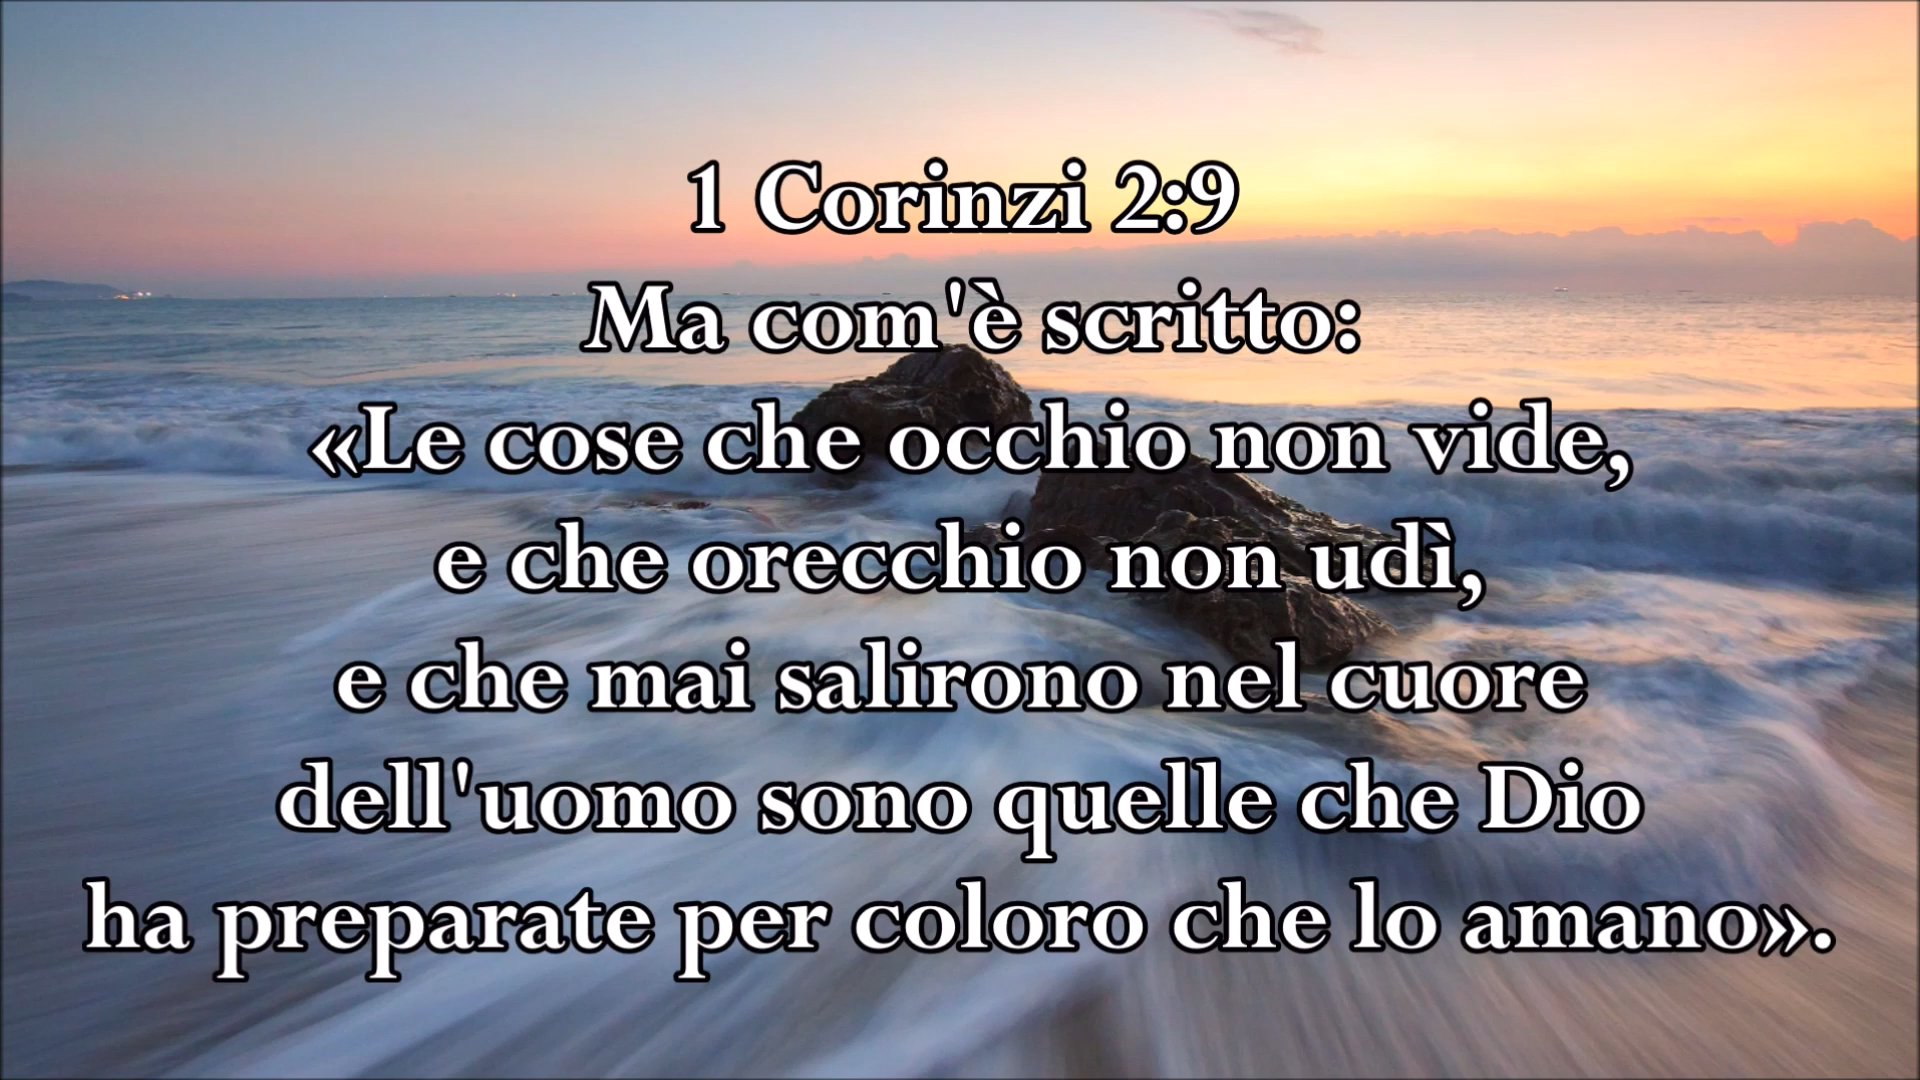 1 Corinzi 2:9
Ma com'è scritto:
«Le cose che occhio non vide,
e che orecchio non udì,
e che mai salirono nel cuore
dell'uomo sono quelle che Dio
ha preparate per coloro che lo amano».